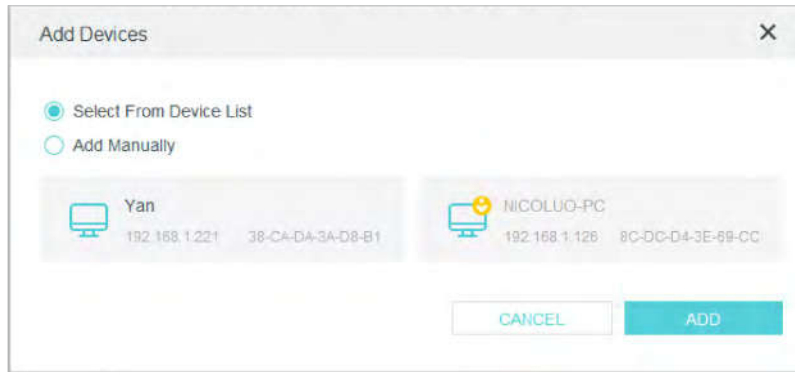 Add Devices
Select From Device List
Add Manually
Yan
192.168.1.221 38-CA-DA-3A-D8-B1
NICOLUO-PC
192.168.1.126 8C-DC-D4-3E-69-CC
CANCEL ADD